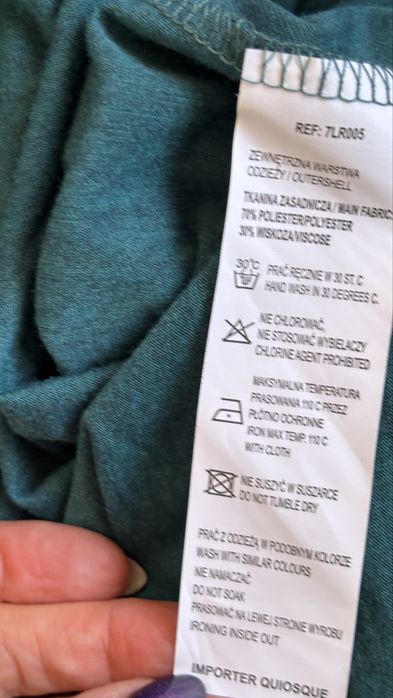 REF: 7LR005
ZEWNĘTRZNA WARSTWA
ODZIEŻY / OUTERSHELL
TKANINA ZASADNICZA / MAIN FABRIC
70% POLIESTER/POLYESTER
30% WISKOZA/VISCOSE
30°C
PRAĆ RĘCZNIE W 30 ST. C
HAND WASH IN 30 DEGREES C.
NIE CHLOROWAĆ,
NIE STOSOWAĆ WYBIELACZY
CHLORINE AGENT PROHIBITED
MAKSYMALNA TEMPERATURA
PRASOWANIA 110 C PRZEZ
PŁÓTNO OCHRONNE
IRON MAX TEMP. 110 C
WITH CLOTH
NIE SUSZYĆ W SUSZARCE
DO NOT TUMBLE DRY
PRAĆ Z ODZIEŻĄ W PODOBNYM KOLORZE
WASH WITH SIMILAR COLOURS
NIE NAMACZAĆ
DO NOT SOAK
PRASOWAĆ NA LEWEJ STRONIE WYROBU
IRONING INSIDE OUT
IMPORTER QUIOSQUE